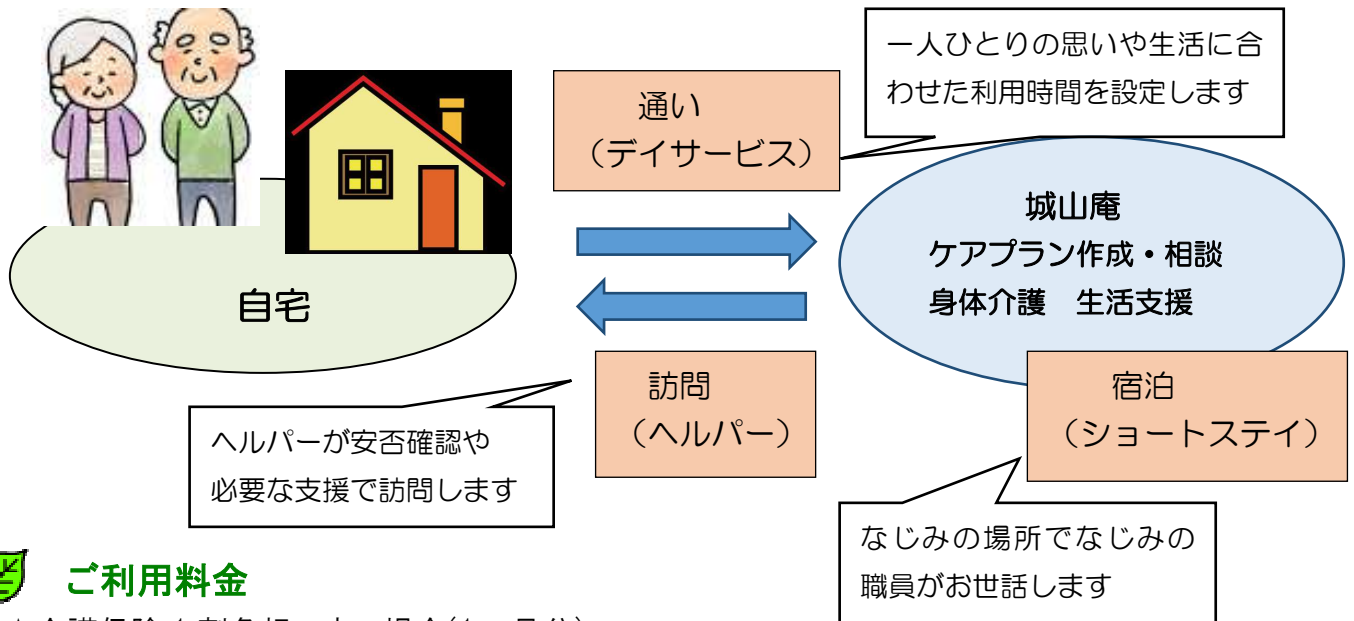 一人ひとりの思いや生活に合
わせた利用時間を設定します
通い
（デイサービス）
城山庵
ケアプラン作成・相談
身体介護　生活支援
自宅
訪問
（ヘルパー）
宿泊
（ショートステイ）
ヘルパーが安否確認や
必要な支援で訪問します
なじみの場所でなじみの
職員がお世話します
ご利用料金